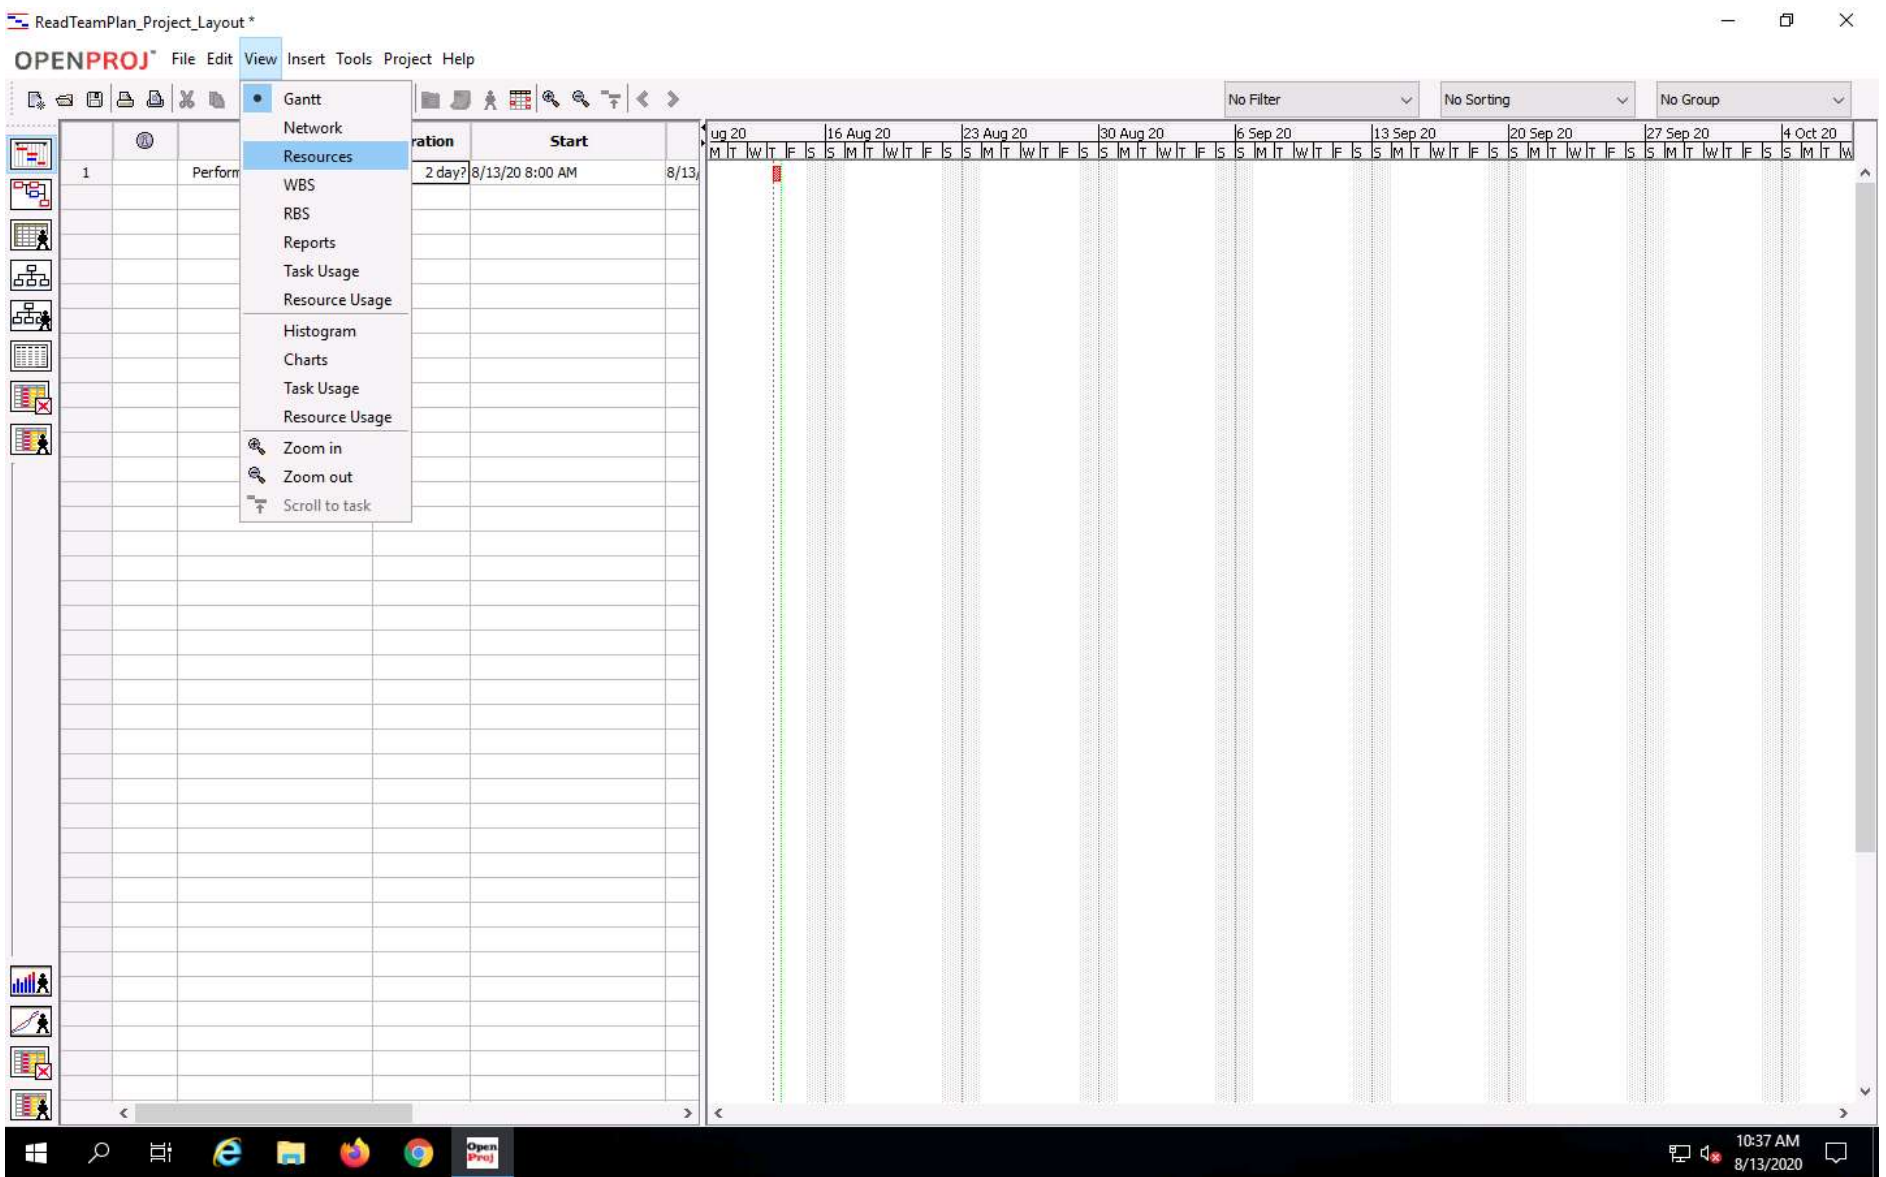 ReadTeamPlan_Project_Layout *
OPENPROJ File Edit View Insert Tools Project Help
No Filter No Sorting No Group
Gantt
Network
Resources
WBS
RBS
Reports
Task Usage
Resource Usage
Histogram
Charts
Task Usage
Resource Usage
Zoom in
Zoom out
Scroll to task
ration Start
1 Perform 2 day? 8/13/20 8:00 AM 8/13/
ug 20 16 Aug 20 23 Aug 20 30 Aug 20 6 Sep 20 13 Sep 20 20 Sep 20 27 Sep 20 4 Oct 20
M T W T F S S M T W T F S S M T W T F S S M T W T F S S M T W T F S S M T W T F S S M T W T F S S M T W T F S S M T W
Open
Proj
10:37 AM
8/13/2020